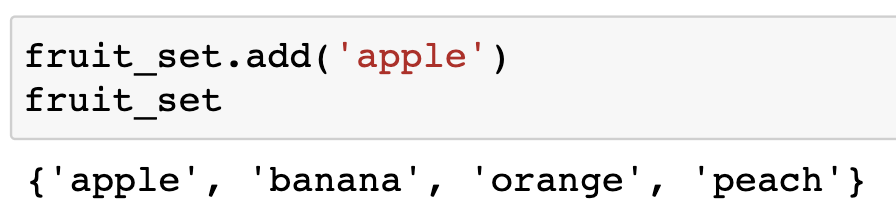 fruit_set.add('apple')
fruit_set
{'apple', 'banana', 'orange', 'peach'}